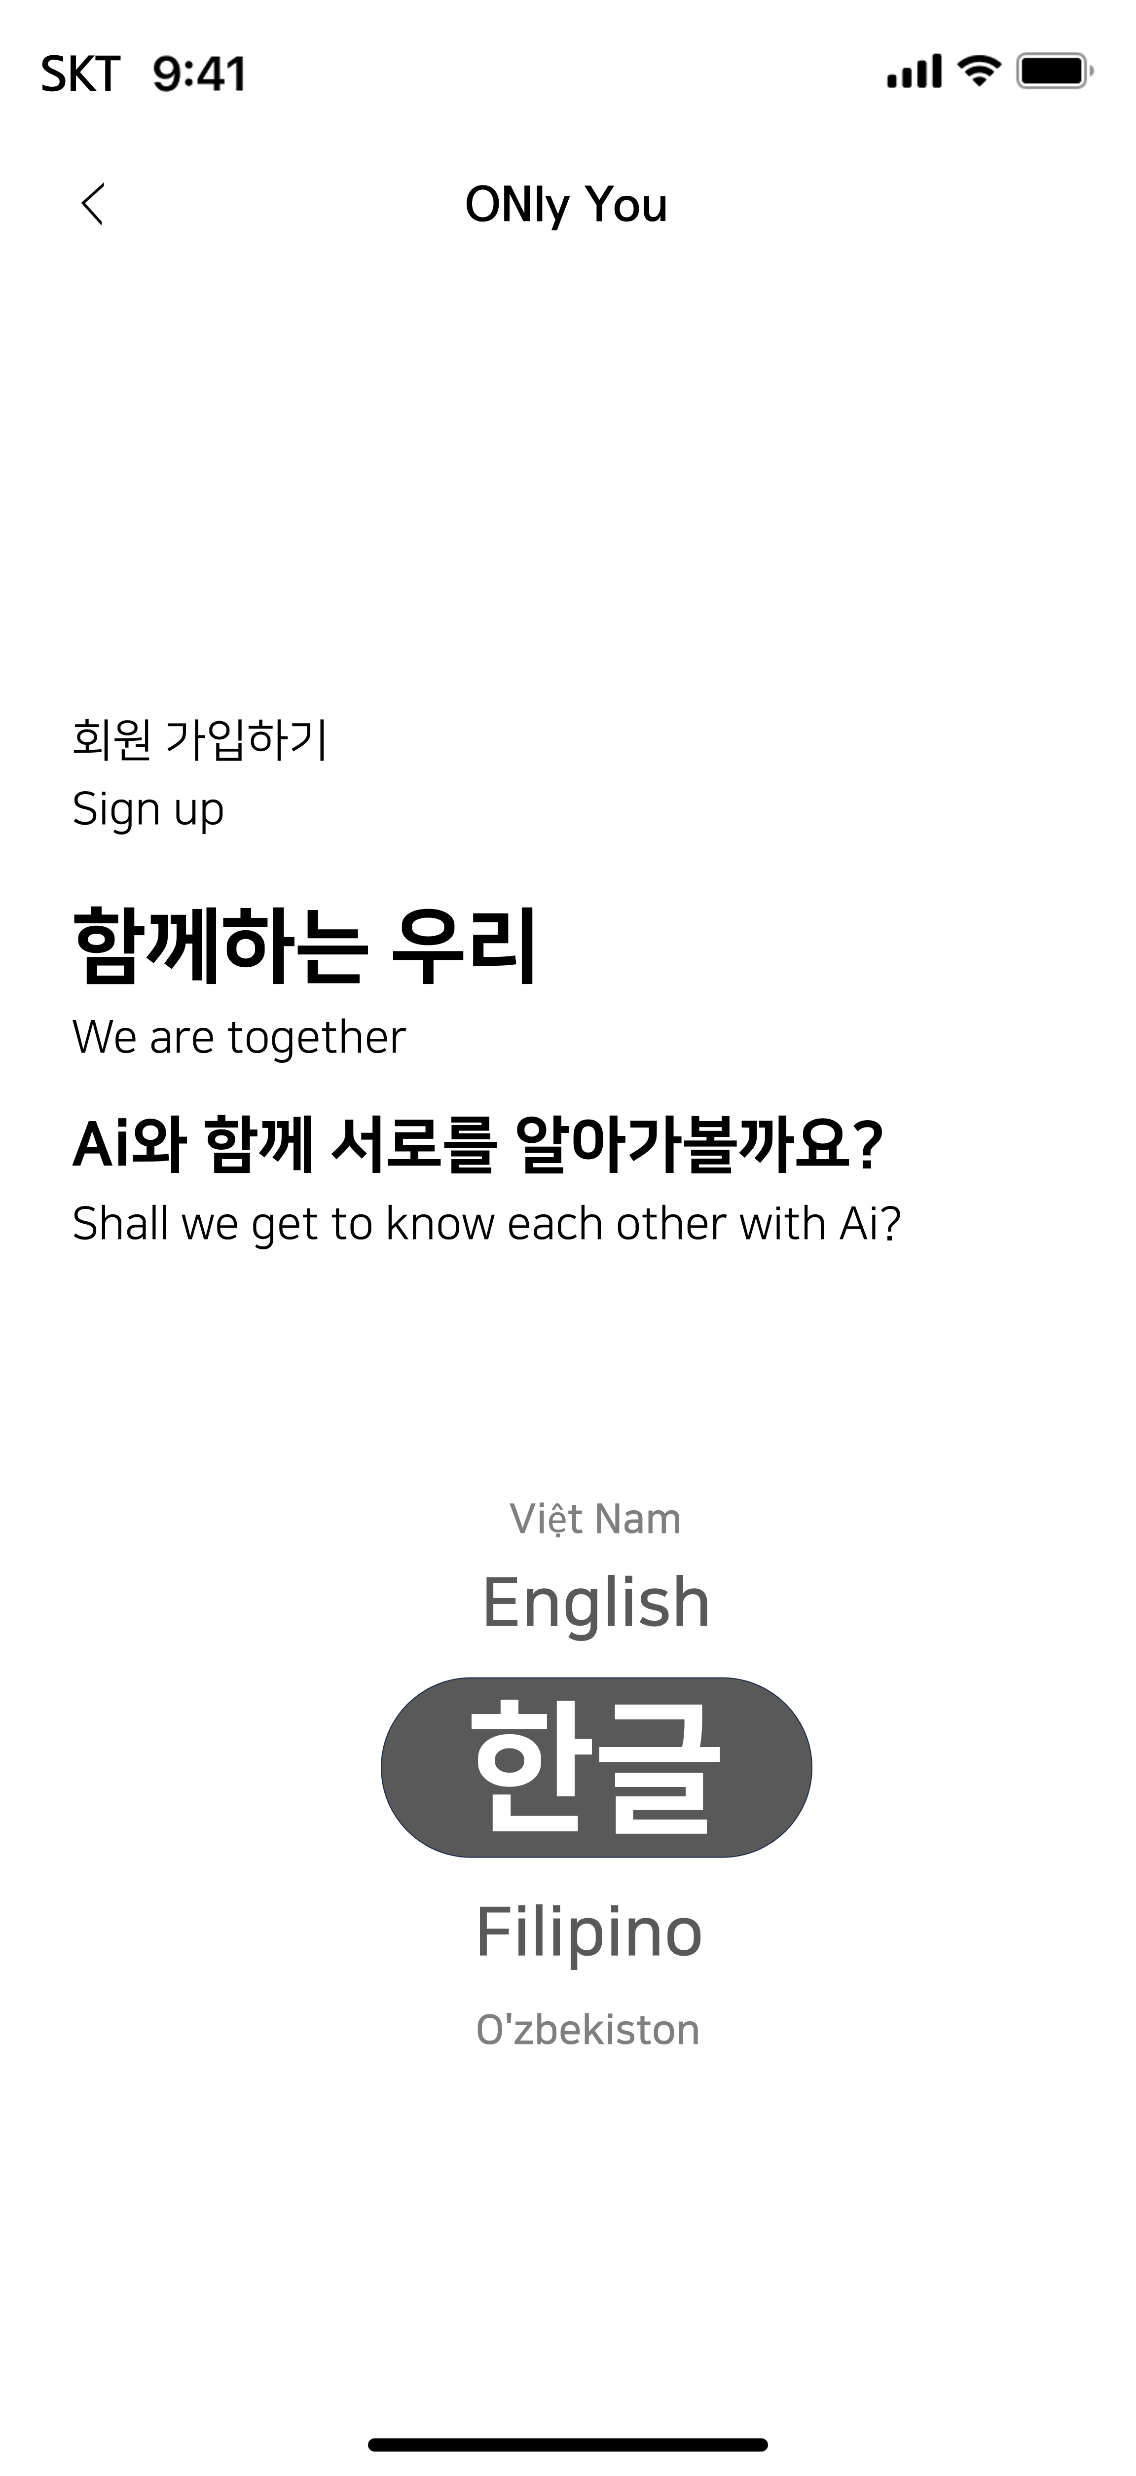 SKT 9:41
ONly You
회원 가입하기
Sign up
함께하는 우리
We are together
Ai와 함께 서로를 알아가볼까요?
Shall we get to know each other with Ai?
Việt Nam
English
한글
Filipino
O'zbekiston